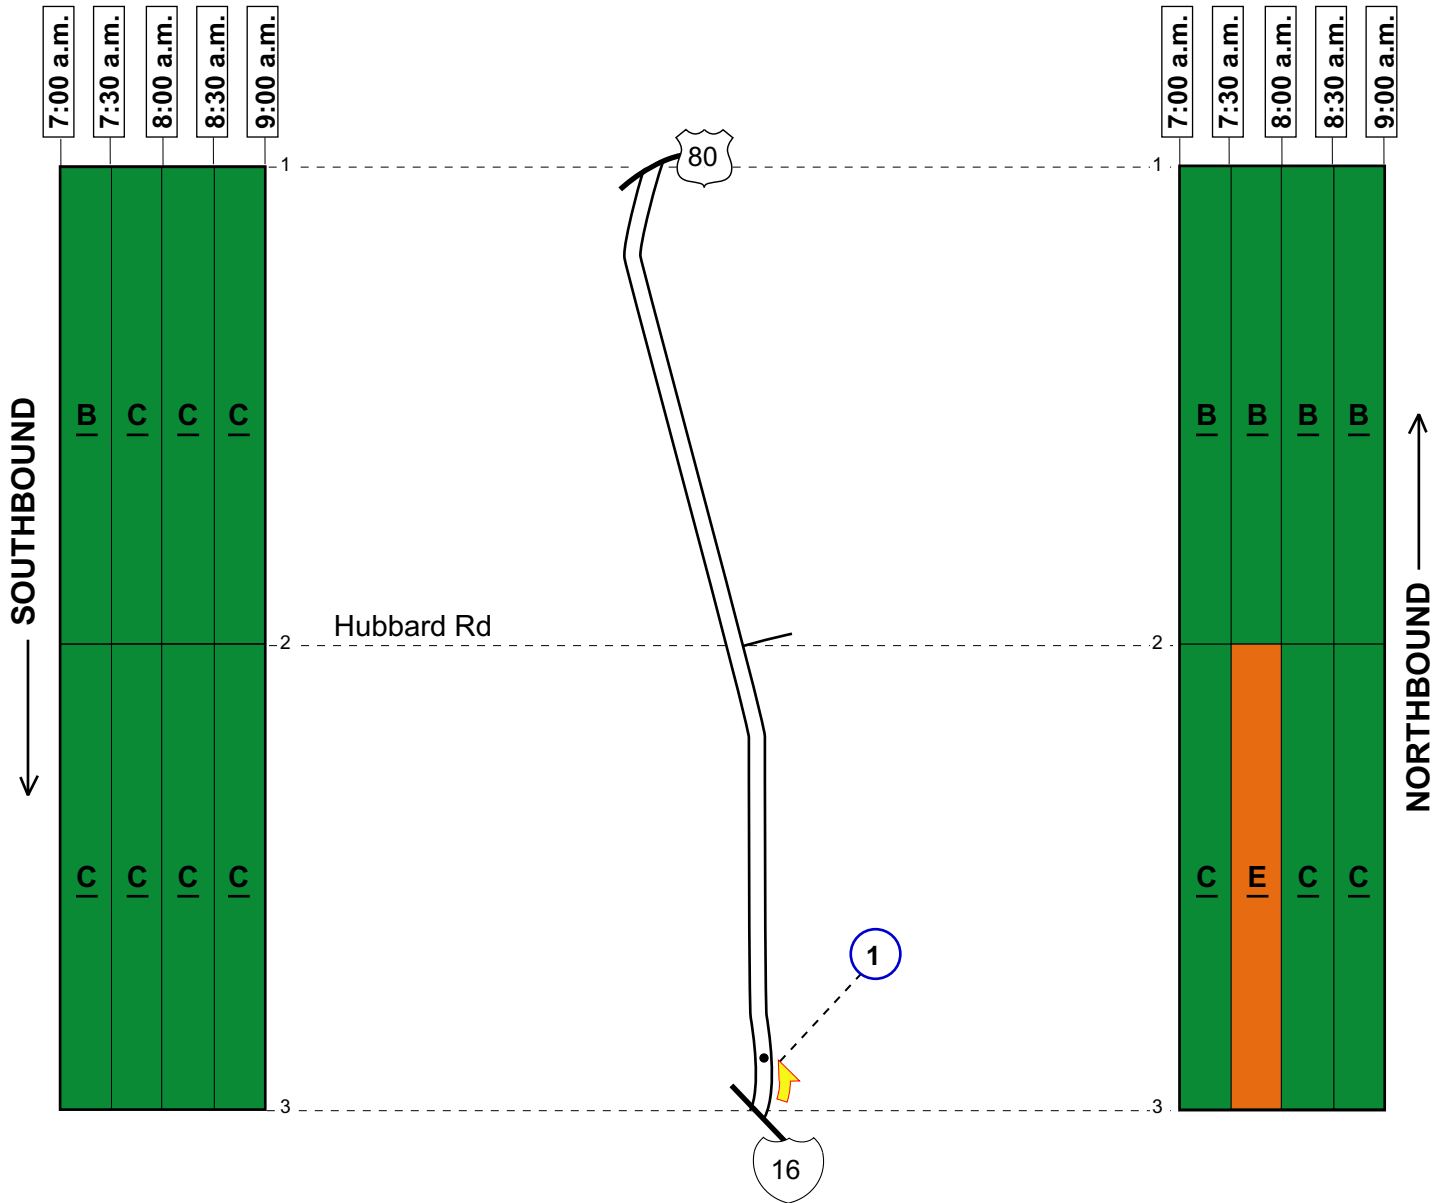 7:00 a.m.
7:30 a.m.
8:00 a.m.
8:30 a.m.
9:00 a.m.
7:00 a.m.
7:30 a.m.
8:00 a.m.
8:30 a.m.
9:00 a.m.
1
80
1
SOUTHBOUND
B C C C
B B B B
NORTHBOUND
Hubbard Rd
2
2
C C C C
C E C C
1
3
3
16